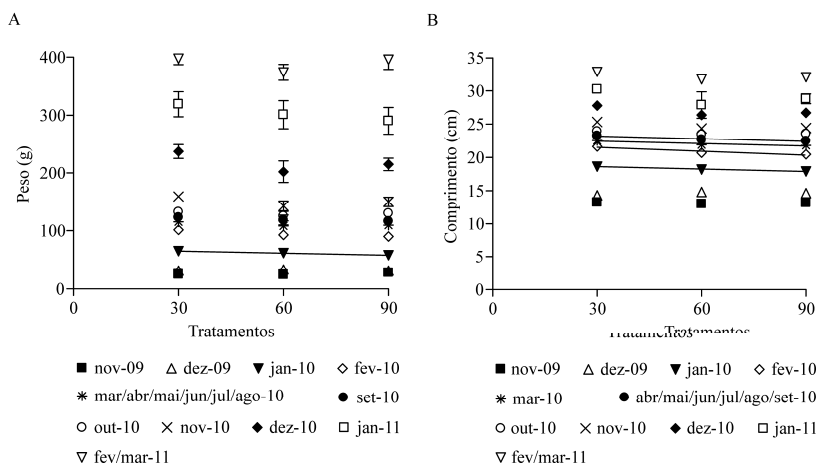 A
B
Peso (g)
400
300
200
100
0
0
30
60
90
Tratamentos
Comprimento (cm)
35
30
25
20
15
10
5
0
0
30
60
90
Tratamentos
Tratamentos
nov-09 dez-09 jan-10 fev-10
mar/abr/mai/jun/jul/ago-10 set-10
out-10 nov-10 dez-10 jan-11
fev/mar-11
nov-09 dez-09 jan-10 fev-10
mar-10 abr/mai/jun/jul/ago/set-10
out-10 nov-10 dez-10 jan-11
fev/mar-11